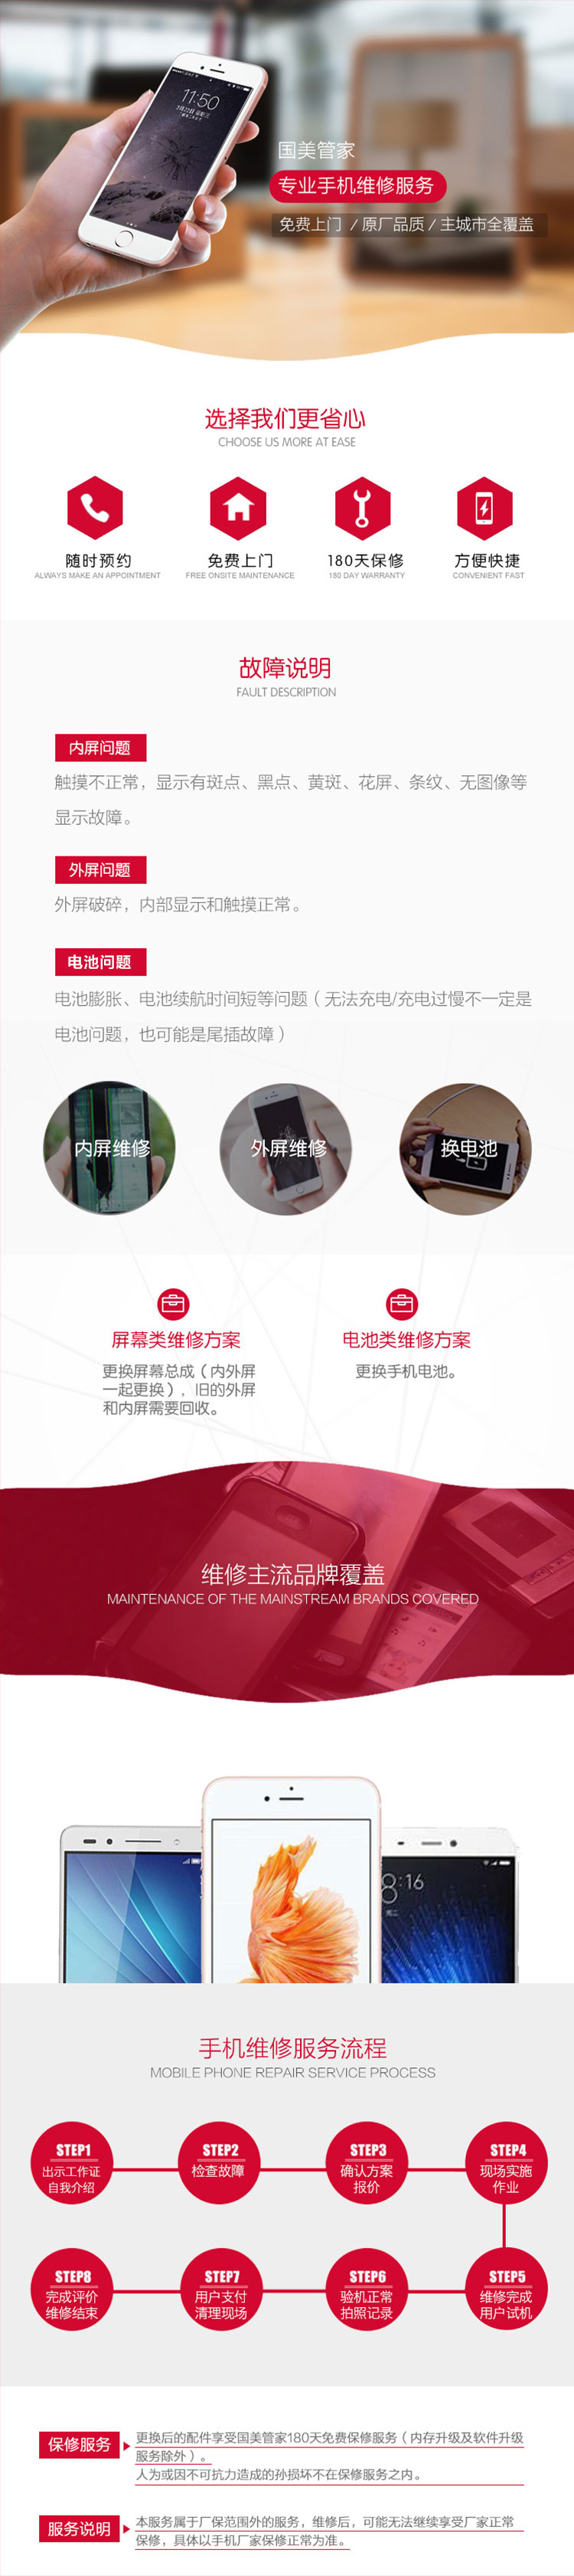 11:50
国美管家
专业手机维修服务
免费上门 / 原厂品质 / 主城市全覆盖
选择我们更省心
CHOOSE US MORE AT EASE
随时预约
ALWAYS MAKE AN APPOINTMENT
免费上门
FREE ONSITE MAINTENANCE
180天保修
180 DAY WARRANTY
方便快捷
CONVENIENT FAST
故障说明
FAULT DESCRIPTION
内屏问题
触摸不正常，显示有斑点、黑点、黄斑、花屏、条纹、无图像等
显示故障。
外屏问题
外屏破碎，内部显示和触摸正常。
电池问题
电池膨胀、电池续航时间短等问题（无法充电/充电过慢不一定是
电池问题，也可能是尾插故障）
内屏维修
外屏维修
换电池
屏幕类维修方案
更换屏幕总成（内外屏
一起更换），旧的外屏
和内屏需要回收。
电池类维修方案
更换手机电池。
维修主流品牌覆盖
MAINTENANCE OF THE MAINSTREAM BRANDS COVERED
8:16
手机维修服务流程
MOBILE PHONE REPAIR SERVICE PROCESS
STEP1
出示工作证
自我介绍
STEP2
检查故障
STEP3
确认方案
报价
STEP4
现场实施
作业
STEP5
维修完成
用户试机
STEP6
验机正常
拍照记录
STEP7
用户支付
清理现场
STEP8
完成评价
维修结束
保修服务
更换后的配件享受国美管家180天免费保修服务（内存升级及软件升级
服务除外）。
人为或因不可抗力造成的孙损坏不在保修服务之内。
服务说明
本服务属于厂保范围外的服务，维修后，可能无法继续享受厂家正常
保修，具体以手机厂家保修正常为准。